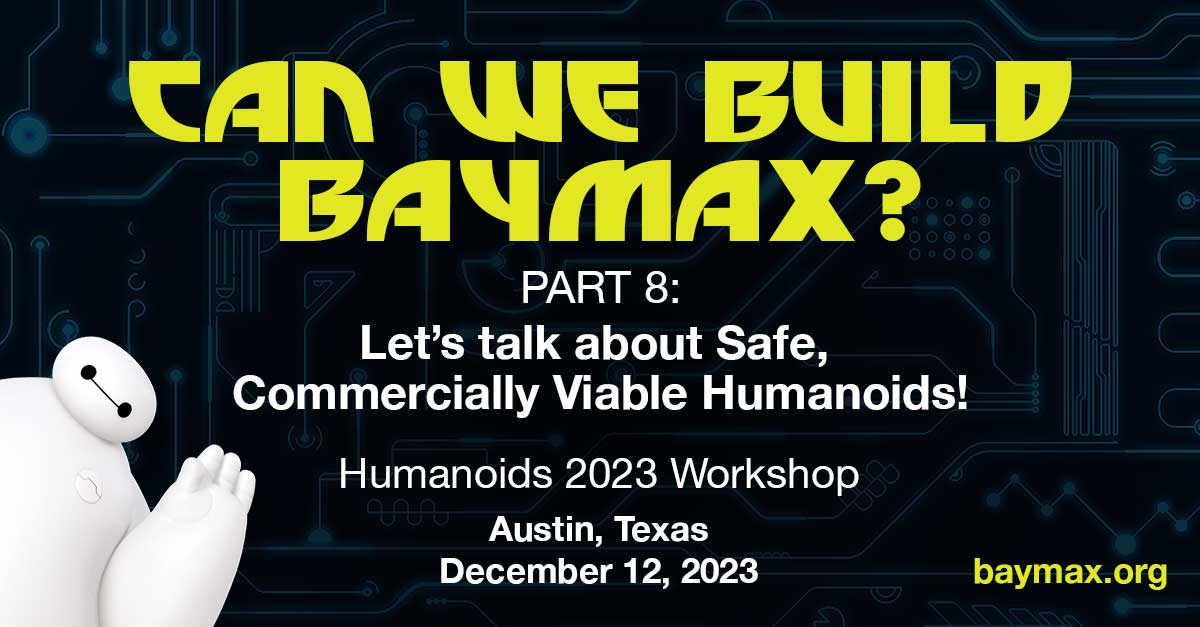 CAN WE BUILD
BAYMAX?
PART 8:
Let's talk about Safe,
Commercially Viable Humanoids!
Humanoids 2023 Workshop
Austin, Texas
December 12, 2023
baymax.org